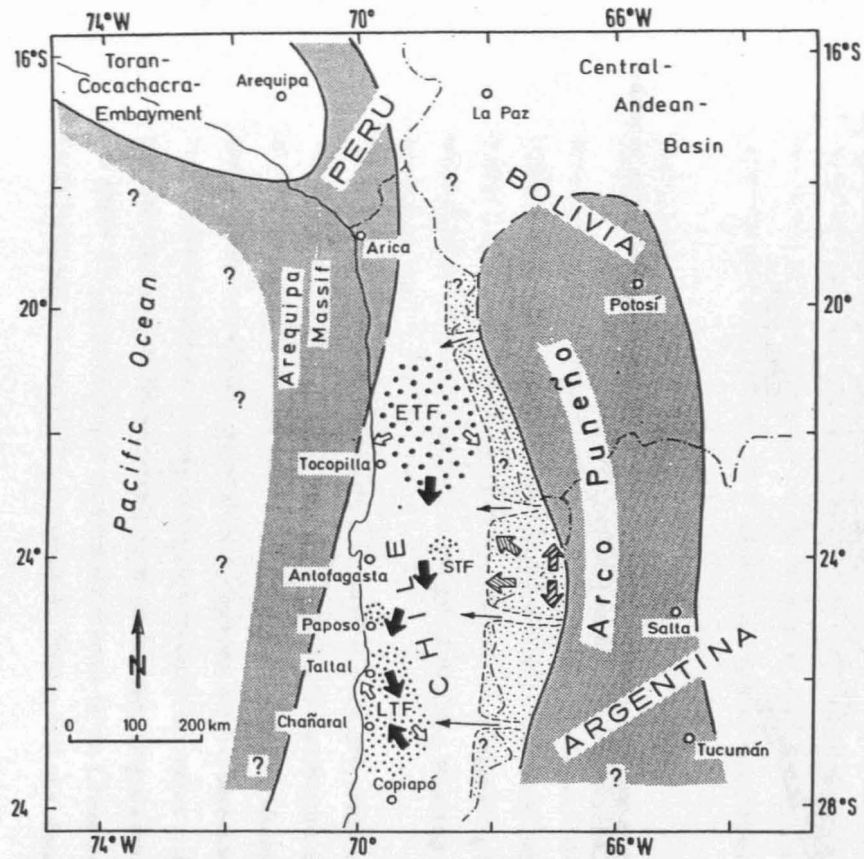 74°W 70° 66°W
16°S 16°S
Toran-
Cocachacra-
Embayment
Arequipa
PERU
La Paz
Central-
Andean-
Basin
?
?
BOLIVIA
Arica
?
?
20° 20°
Potosí
Arequipa
Massif
Pacific Ocean
?
ETF
Arco Puneño
?
Tocopilla
?
?
24° 24°
Antofagasta
STF
CHILE
Paposo
Salta
N
Taltal
LTF
ARGENTINA
0 100 200 km
Chañaral
?
?
?
Tucumán
Copiapó
24 28°S
74°W 70° 66°W